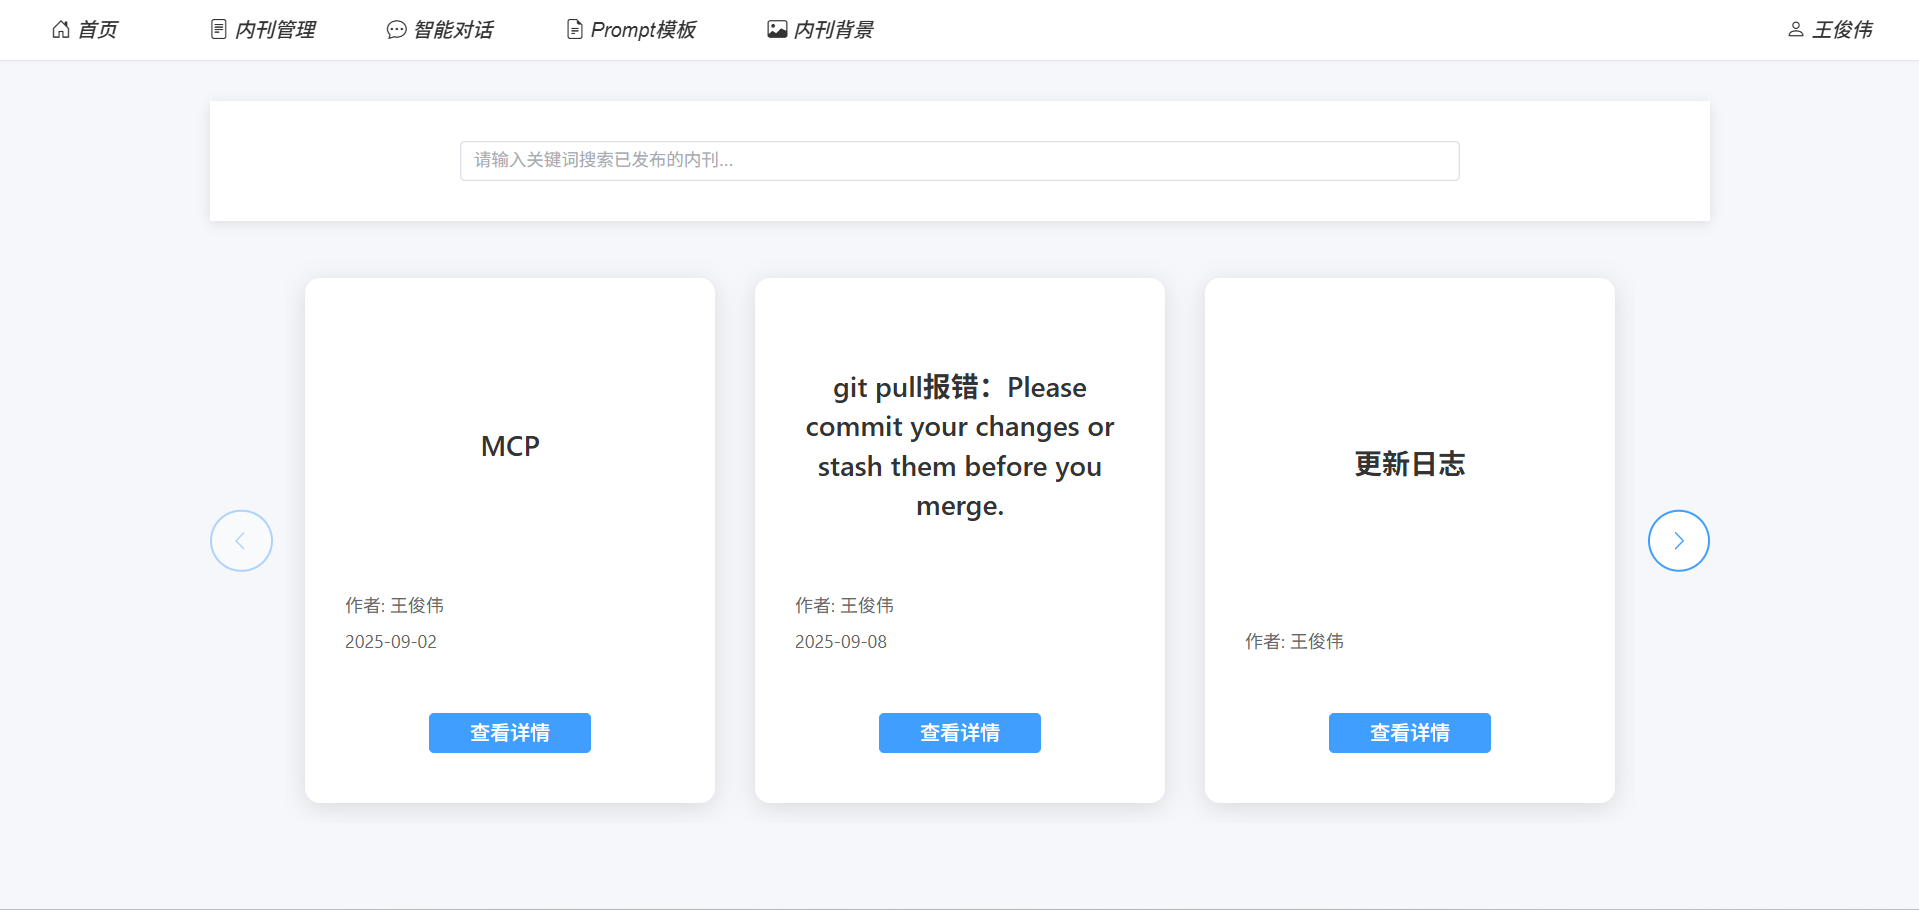 首页
内刊管理
智能对话
Prompt模板
内刊背景
王俊伟
请输入关键词搜索已发布的内刊...
MCP
作者: 王俊伟
2025-09-02
查看详情
git pull报错：Please
commit your changes or
stash them before you
merge.
作者: 王俊伟
2025-09-08
查看详情
更新日志
作者: 王俊伟
查看详情